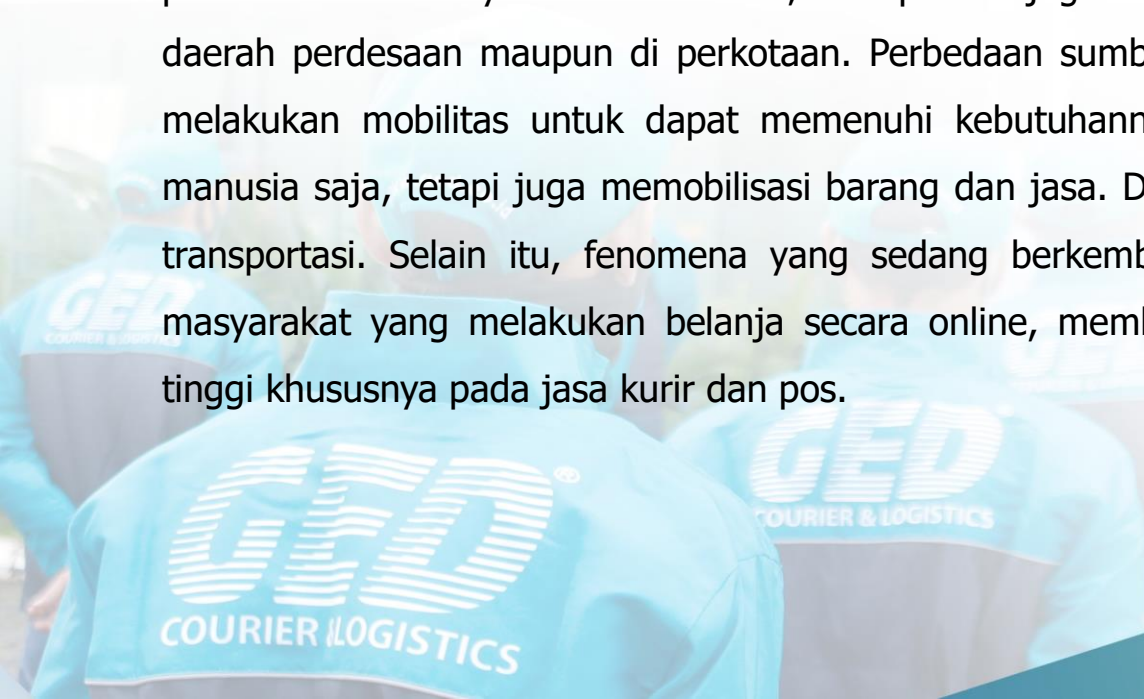 daerah perdesaan maupun di perkotaan. Perbedaan sumb
melakukan mobilitas untuk dapat memenuhi kebutuhann
manusia saja, tetapi juga memobilisasi barang dan jasa. D
transportasi. Selain itu, fenomena yang sedang berkemb
masyarakat yang melakukan belanja secara online, memb
tinggi khususnya pada jasa kurir dan pos.
GED
COURIER & LOGISTICS
GED®
COURIER & LOGISTICS
GED
COURIER & LOGISTICS